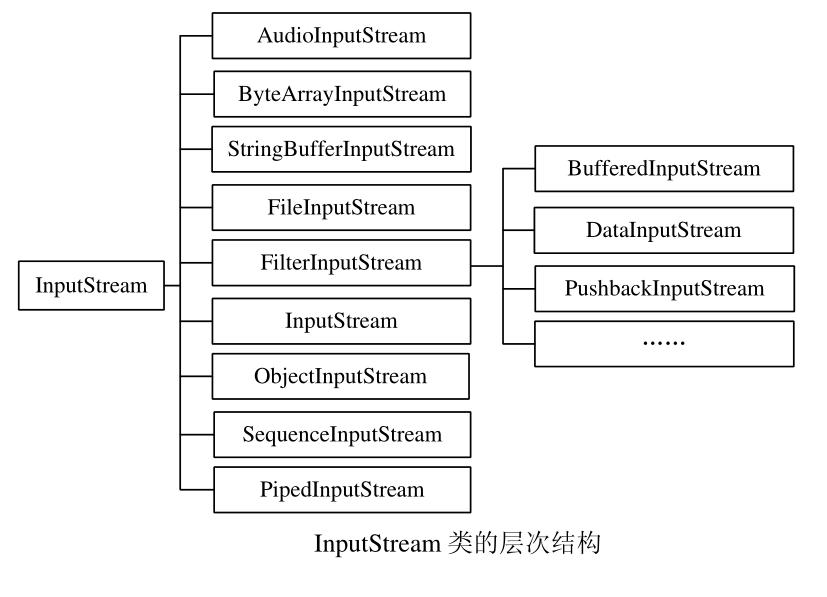 AudioInputStream
ByteArrayInputStream
StringBufferInputStream
FileInputStream
FilterInputStream
InputStream
InputStream
ObjectInputStream
SequenceInputStream
PipedInputStream
BufferedInputStream
DataInputStream
PushbackInputStream
……
InputStream 类的层次结构